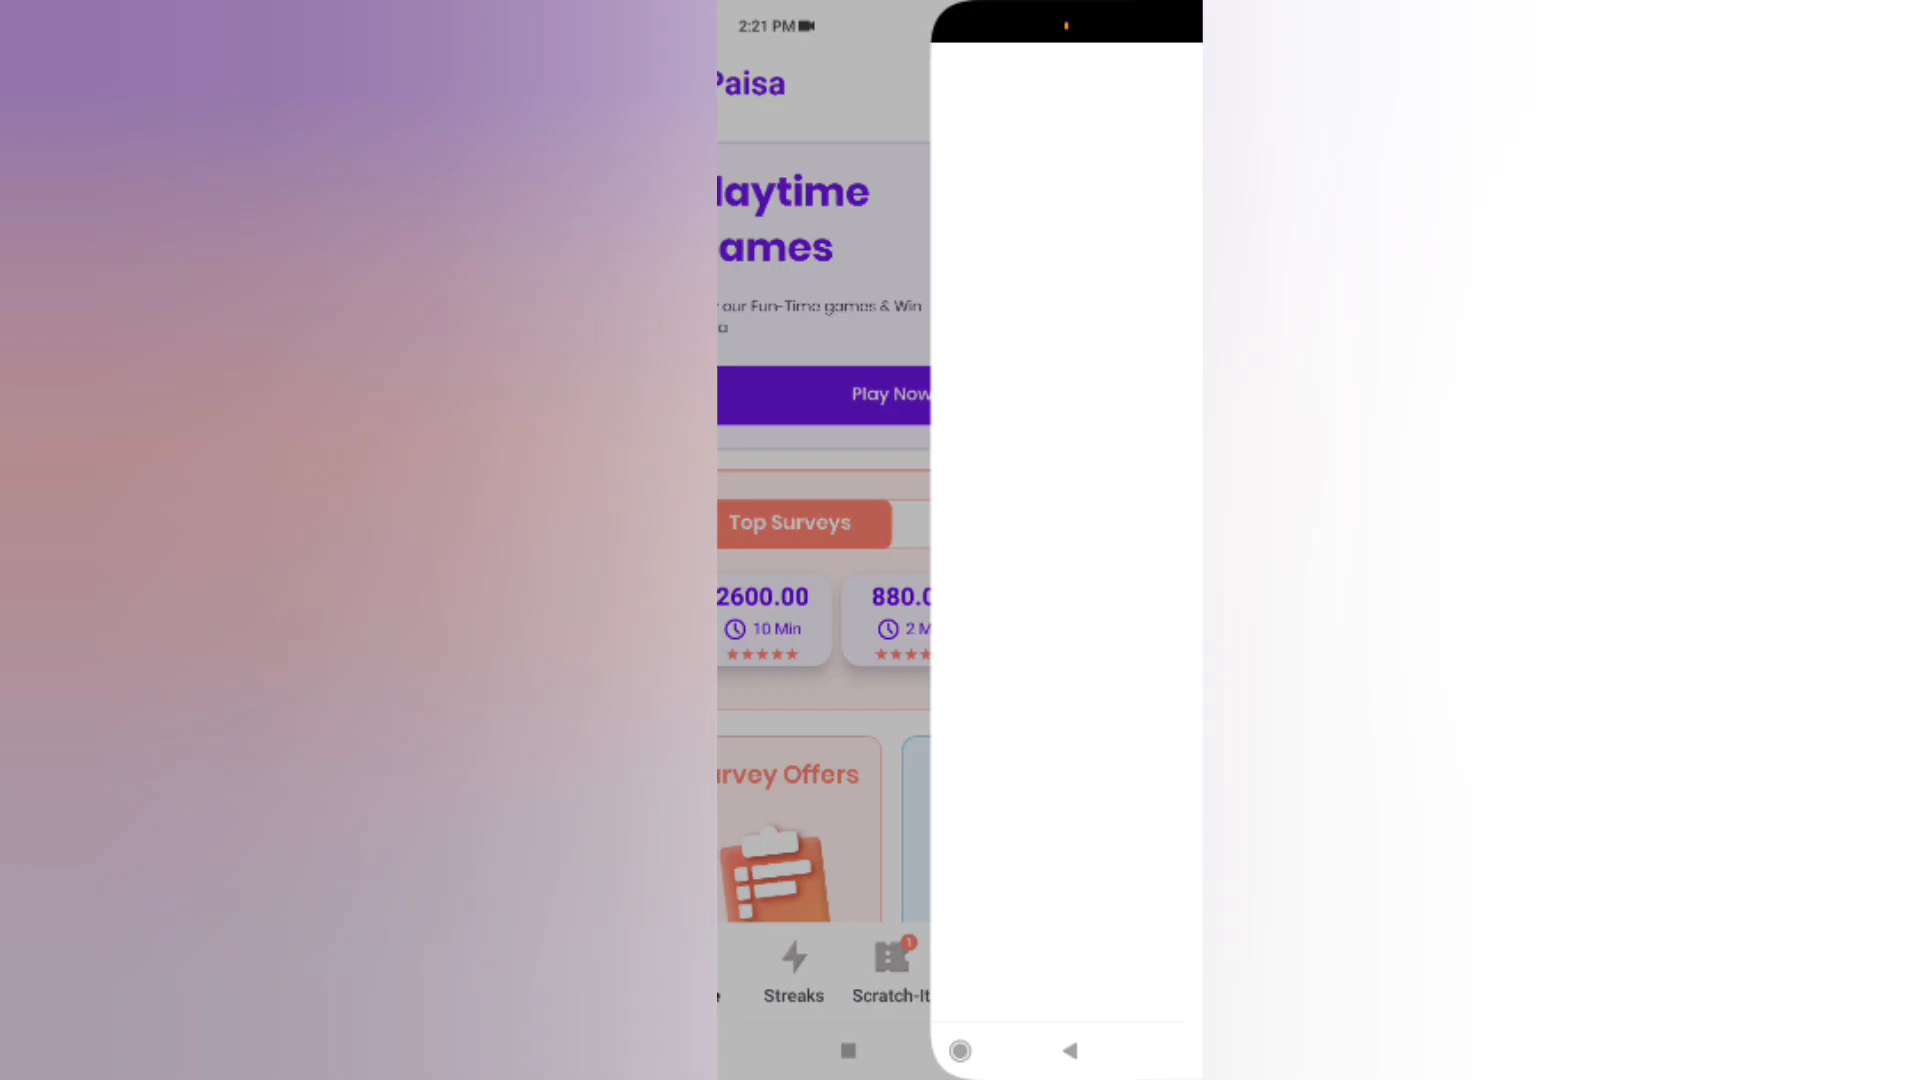 2:21 PM
Paisa
laytime
ames
our Fun-Time games & Win
a
Play Now
Top Surveys
2600.00
880.0
10 Min
2 M
urvey Offers
1
Streaks
Scratch-It